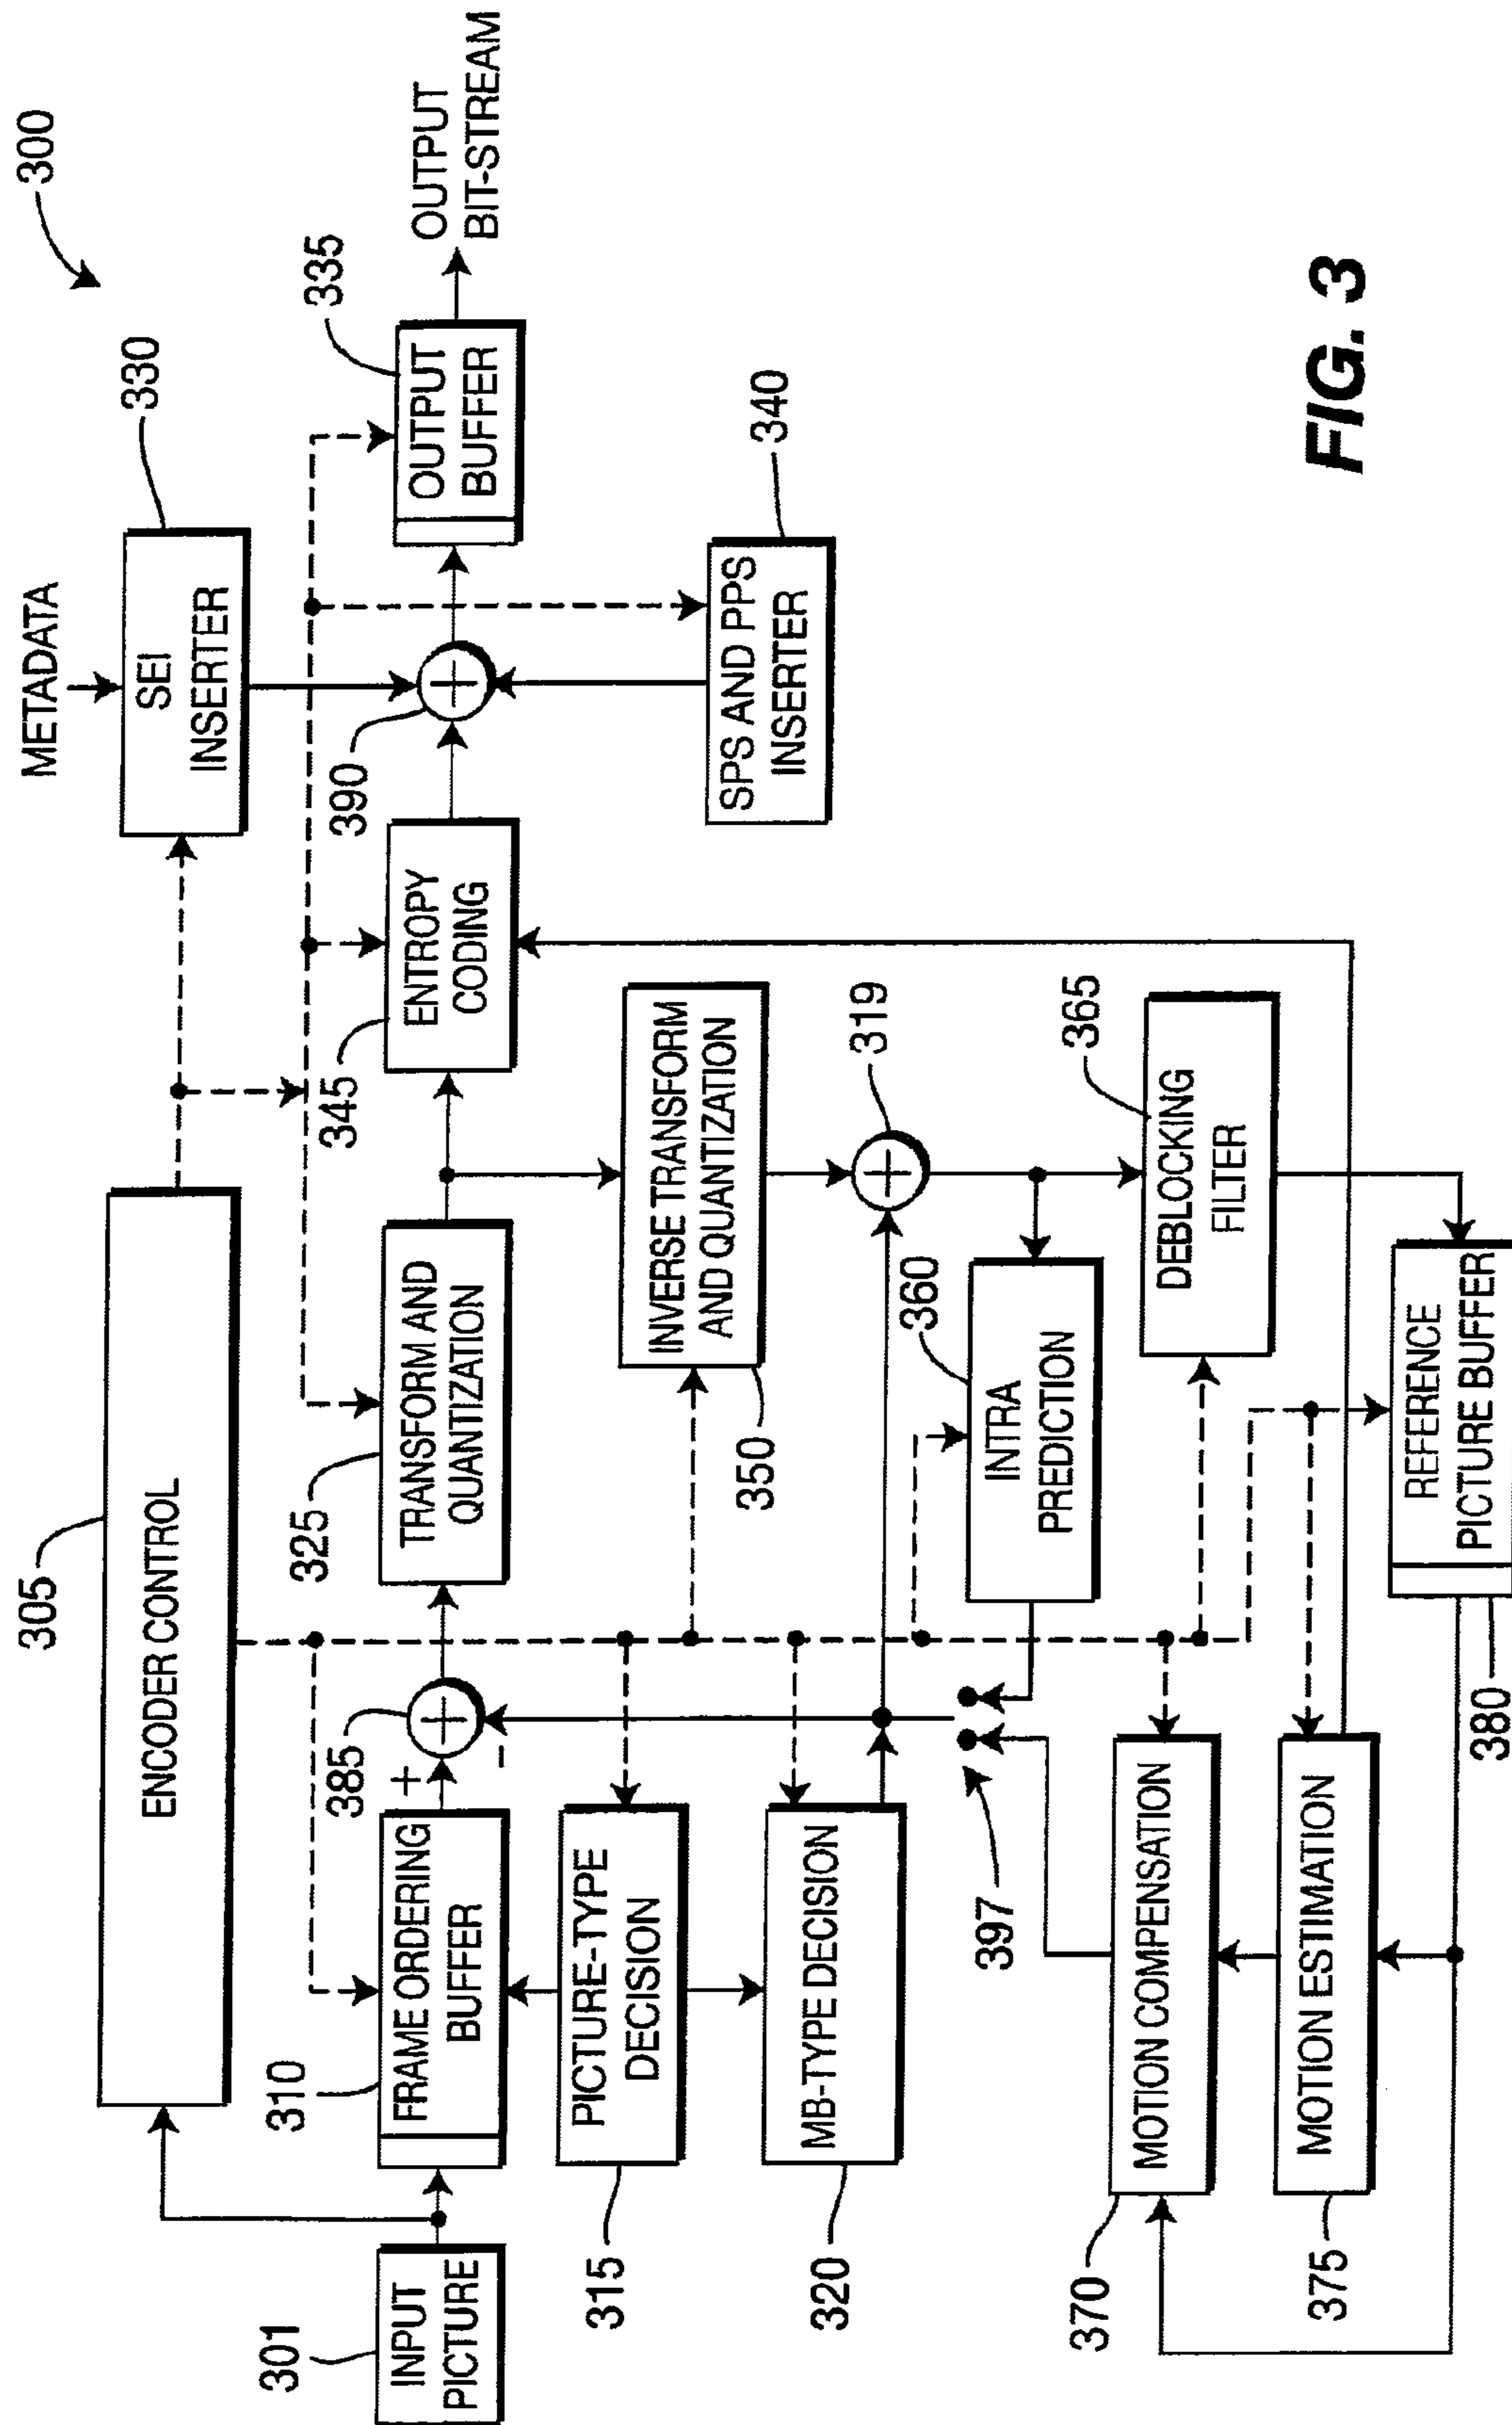 300
METADATA
330
SEI
INSERTER
305
ENCODER CONTROL
335
OUTPUT
BUFFER
OUTPUT
BIT-STREAM
390
345
ENTROPY
CODING
325
TRANSFORM AND
QUANTIZATION
385
+
-
310
FRAME ORDERING
BUFFER
301
INPUT
PICTURE
340
SPS AND PPS
INSERTER
315
PICTURE-TYPE
DECISION
350
INVERSE TRANSFORM
AND QUANTIZATION
320
MB-TYPE DECISION
319
360
INTRA
PREDICTION
397
365
DEBLOCKING
FILTER
370
MOTION COMPENSATION
375
MOTION ESTIMATION
380
REFERENCE
PICTURE BUFFER
FIG. 3